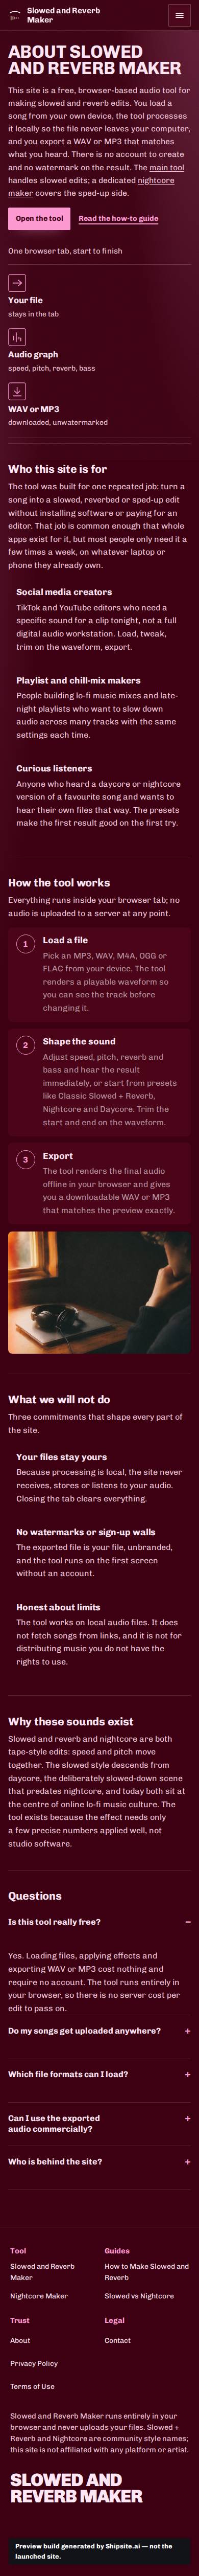 Slowed and Reverb
Maker
ABOUT SLOWED
AND REVERB MAKER
This site is a free, browser-based audio tool for
making slowed and reverb edits. You load a
song from your own device, the tool processes
it locally so the file never leaves your computer,
and you export a WAV or MP3 that matches
what you heard. There is no account to create
and no watermark on the result. The main tool
handles slowed edits; a dedicated nightcore
maker covers the sped-up side.
Open the tool
Read the how-to guide
One browser tab, start to finish
Your file
stays in the tab
Audio graph
speed, pitch, reverb, bass
WAV or MP3
downloaded, unwatermarked
Who this site is for
The tool was built for one repeated job: turn a
song into a slowed, reverbed or sped-up edit
without installing software or paying for an
editor. That job is common enough that whole
apps exist for it, but most people only need it a
few times a week, on whatever laptop or
phone they already own.
Social media creators
TikTok and YouTube editors who need a
specific sound for a clip tonight, not a full
digital audio workstation. Load, tweak,
trim on the waveform, export.
Playlist and chill-mix makers
People building lo-fi music mixes and late-
night playlists who want to slow down
audio across many tracks with the same
settings each time.
Curious listeners
Anyone who heard a daycore or nightcore
version of a favourite song and wants to
hear their own files that way. The presets
make the first result good on the first try.
How the tool works
Everything runs inside your browser tab; no
audio is uploaded to a server at any point.
1
Load a file
Pick an MP3, WAV, M4A, OGG or
FLAC from your device. The tool
renders a playable waveform so
you can see the track before
changing it.
2
Shape the sound
Adjust speed, pitch, reverb and
bass and hear the result
immediately, or start from presets
like Classic Slowed + Reverb,
Nightcore and Daycore. Trim the
start and end on the waveform.
3
Export
The tool renders the final audio
offline in your browser and gives
you a downloadable WAV or MP3
that matches the preview exactly.
What we will not do
Three commitments that shape every part of
the site.
Your files stay yours
Because processing is local, the site never
receives, stores or listens to your audio.
Closing the tab clears everything.
No watermarks or sign-up walls
The exported file is your file, unbranded,
and the tool runs on the first screen
without an account.
Honest about limits
The tool works on local audio files. It does
not fetch songs from links, and it is not for
distributing music you do not have the
rights to use.
Why these sounds exist
Slowed and reverb and nightcore are both
tape-style edits: speed and pitch move
together. The slowed style descends from
daycore, the deliberately slowed-down scene
that predates nightcore, and today both sit at
the centre of online lo-fi music culture. The
tool exists because the effect needs only
a few precise numbers applied well, not
studio software.
Questions
Is this tool really free?
Yes. Loading files, applying effects and
exporting WAV or MP3 cost nothing and
require no account. The tool runs entirely in
your browser, so there is no server cost per
edit to pass on.
Do my songs get uploaded anywhere?
Which file formats can I load?
Can I use the exported
audio commercially?
Who is behind the site?
Tool
Slowed and Reverb
Maker
Nightcore Maker
Guides
How to Make Slowed and
Reverb
Slowed vs Nightcore
Trust
About
Privacy Policy
Terms of Use
Legal
Contact
Slowed and Reverb Maker runs entirely in your
browser and never uploads your files. Slowed +
Reverb and Nightcore are community style names;
this site is not affiliated with any platform or artist.
SLOWED AND
REVERB MAKER
Preview build generated by Shipsite.ai — not the
launched site.